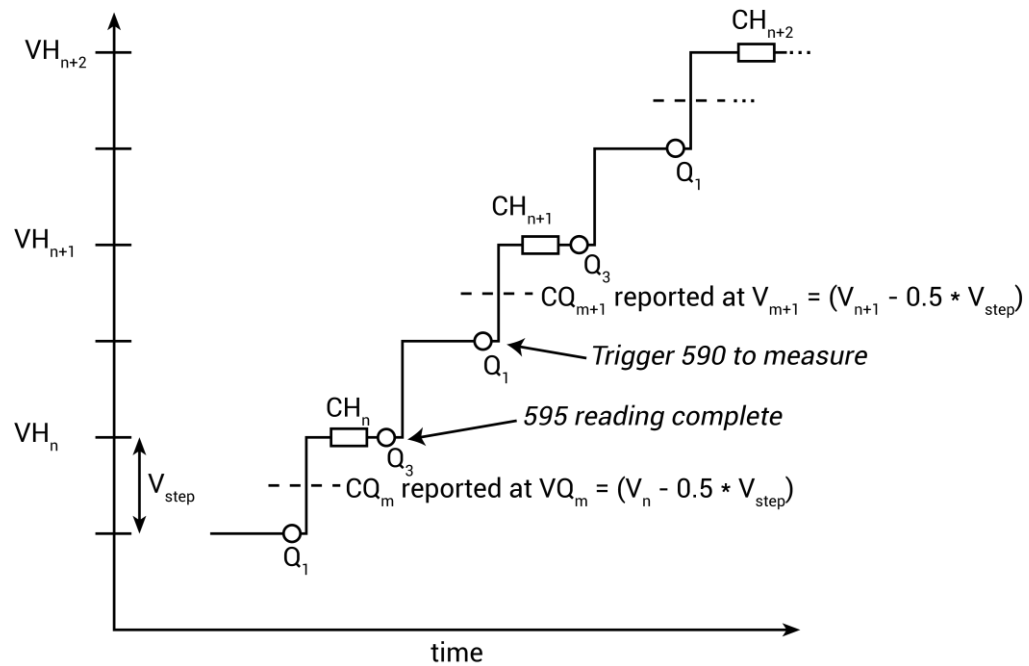 CHₙ₊₂
VHₙ₊₂
Q₁
CHₙ₊₁
VHₙ₊₁
Q₃
CQₘ₊₁ reported at Vₘ₊₁ = (Vₙ₊₁ - 0.5 * Vₛₜₑₚ)
Trigger 590 to measure
Q₁
CHₙ
595 reading complete
VHₙ
Q₃
Vₛₜₑₚ
CQₘ reported at VQₘ = (Vₙ - 0.5 * Vₛₜₑₚ)
Q₁
time